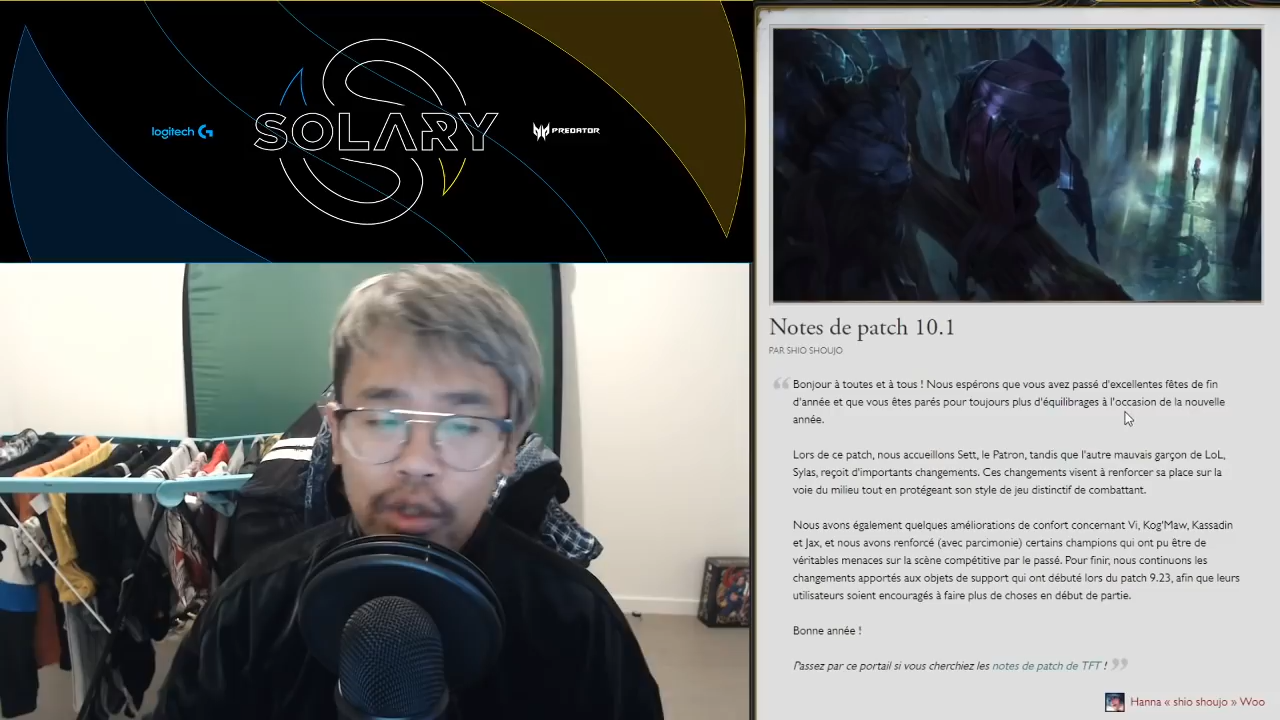 logitech G
SOLARY
PREDATOR
Notes de patch 10.1
PAR SHIO SHOUJO
Bonjour à toutes et à tous ! Nous espérons que vous avez passé d'excellentes fêtes de fin
d'année et que vous êtes parés pour toujours plus d'équilibrages à l'occasion de la nouvelle
année.
Lors de ce patch, nous accueillons Sett, le Patron, tandis que l'autre mauvais garçon de LoL,
Sylas, reçoit d'importants changements. Ces changements visent à renforcer sa place sur la
voie du milieu tout en protégeant son style de jeu distinctif de combattant.
Nous avons également quelques améliorations de confort concernant Vi, Kog'Maw, Kassadin
et Jax, et nous avons renforcé (avec parcimonie) certains champions qui ont pu être de
véritables menaces sur la scène compétitive par le passé. Pour finir, nous continuons les
changements apportés aux objets de support qui ont débuté lors du patch 9.23, afin que leurs
utilisateurs soient encouragés à faire plus de choses en début de partie.
Bonne année !
Passez par ce portail si vous cherchiez les notes de patch de TFT !
Hanna « shio shoujo » Woo